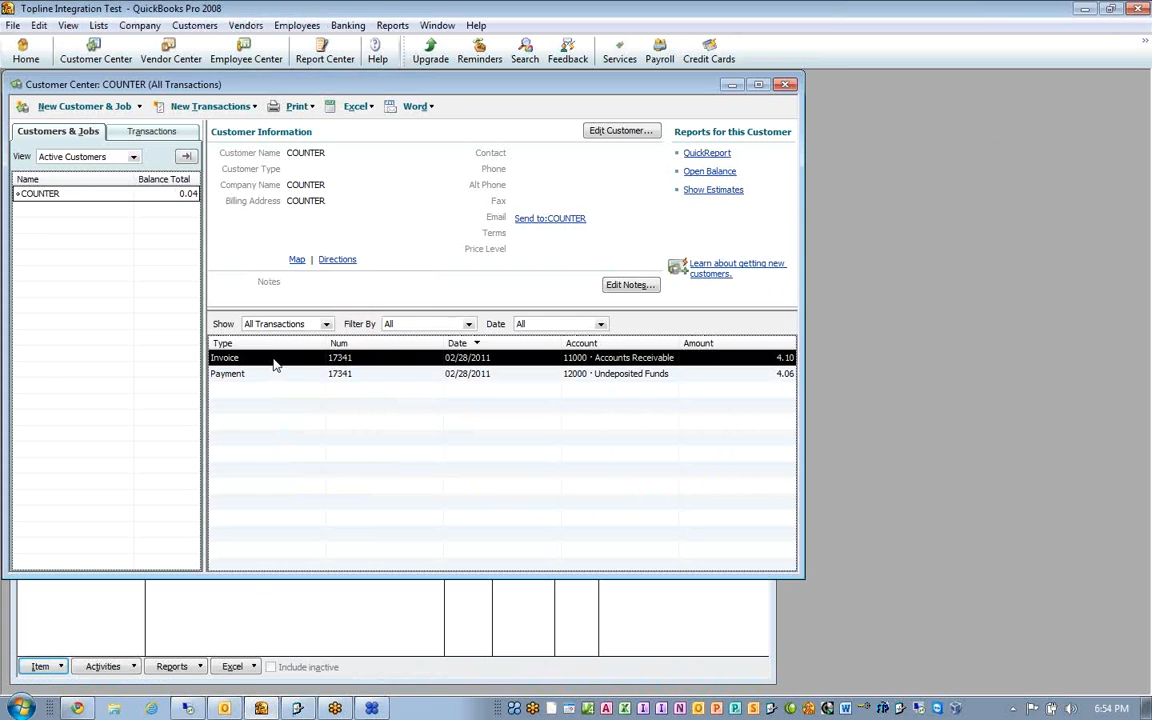 Topline Integration Test - QuickBooks Pro 2008
File Edit View Lists Company Customers Vendors Employees Banking Reports Window Help
Home Customer Center Vendor Center Employee Center Report Center Help Upgrade Reminders Search Feedback Services Payroll Credit Cards
Customer Center: COUNTER (All Transactions)
New Customer & Job New Transactions Print Excel Word
Customers & Jobs Transactions
View Active Customers
Name Balance Total
COUNTER 0.04
Customer Information Edit Customer... Reports for this Customer
Customer Name COUNTER Contact QuickReport
Customer Type Phone Open Balance
Company Name COUNTER Alt Phone Show Estimates
Billing Address COUNTER Fax
Email Send to:COUNTER
Terms
Price Level
Map | Directions
Learn about getting new customers.
Notes Edit Notes...
Show All Transactions Filter By All Date All
Type Num Date Account Amount
Invoice 17341 02/28/2011 11000 · Accounts Receivable 4.10
Payment 17341 02/28/2011 12000 · Undeposited Funds 4.06
Item Activities Reports Excel Include inactive
6:54 PM